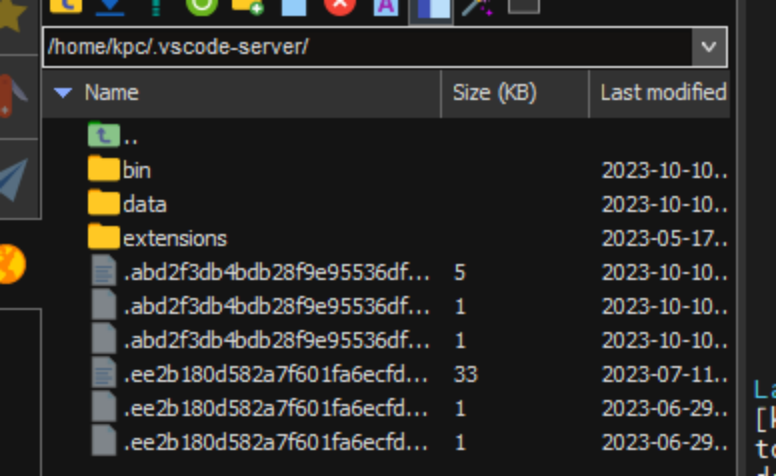 A
/home/kpc/.vscode-server/
Name Size (KB) Last modified
..
bin 2023-10-10..
data 2023-10-10..
extensions 2023-05-17..
.abd2f3db4bdb28f9e95536df... 5 2023-10-10..
.abd2f3db4bdb28f9e95536df... 1 2023-10-10..
.abd2f3db4bdb28f9e95536df... 1 2023-10-10..
.ee2b180d582a7f601fa6ecfd... 33 2023-07-11..
.ee2b180d582a7f601fa6ecfd... 1 2023-06-29..
.ee2b180d582a7f601fa6ecfd... 1 2023-06-29..